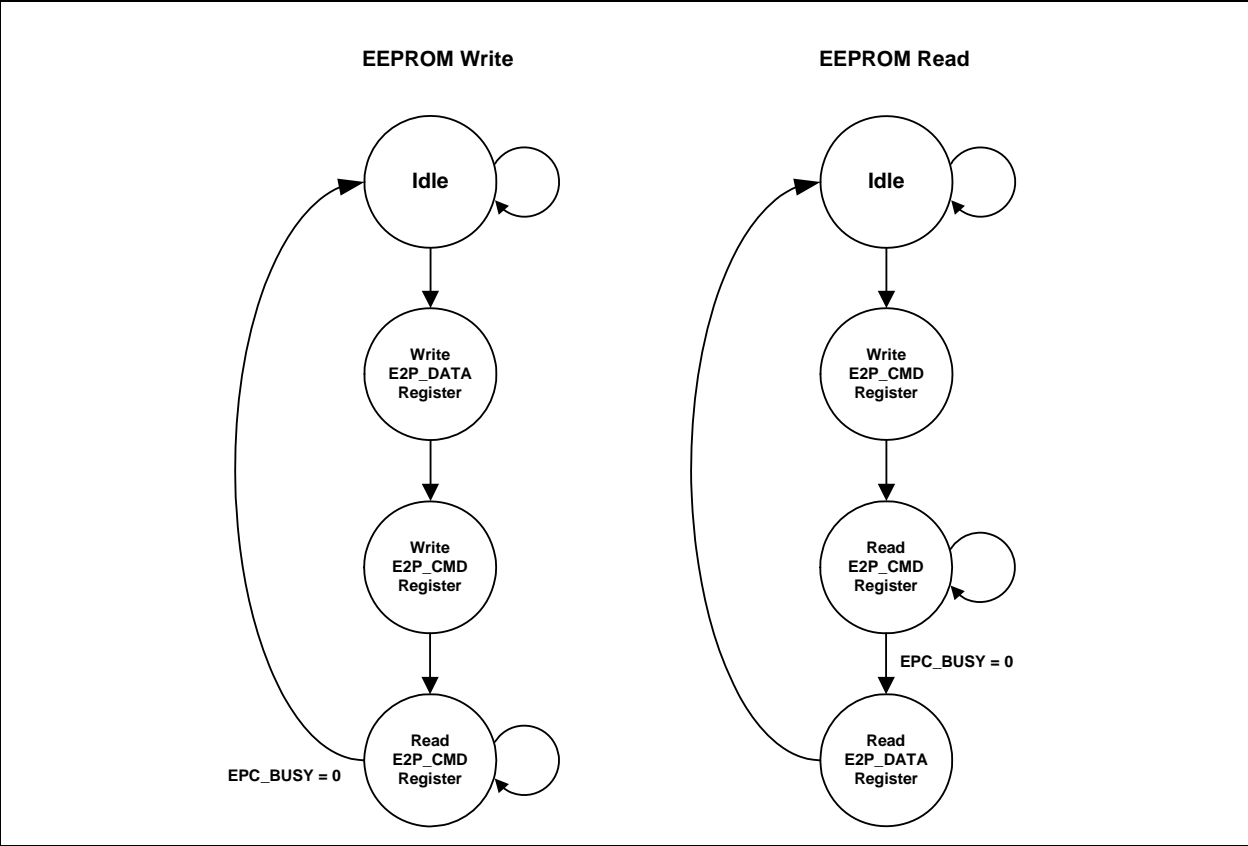 EEPROM Write
Idle
Write
E2P_DATA
Register
Write
E2P_CMD
Register
Read
E2P_CMD
Register
EPC_BUSY = 0
EEPROM Read
Idle
Write
E2P_CMD
Register
Read
E2P_CMD
Register
EPC_BUSY = 0
Read
E2P_DATA
Register